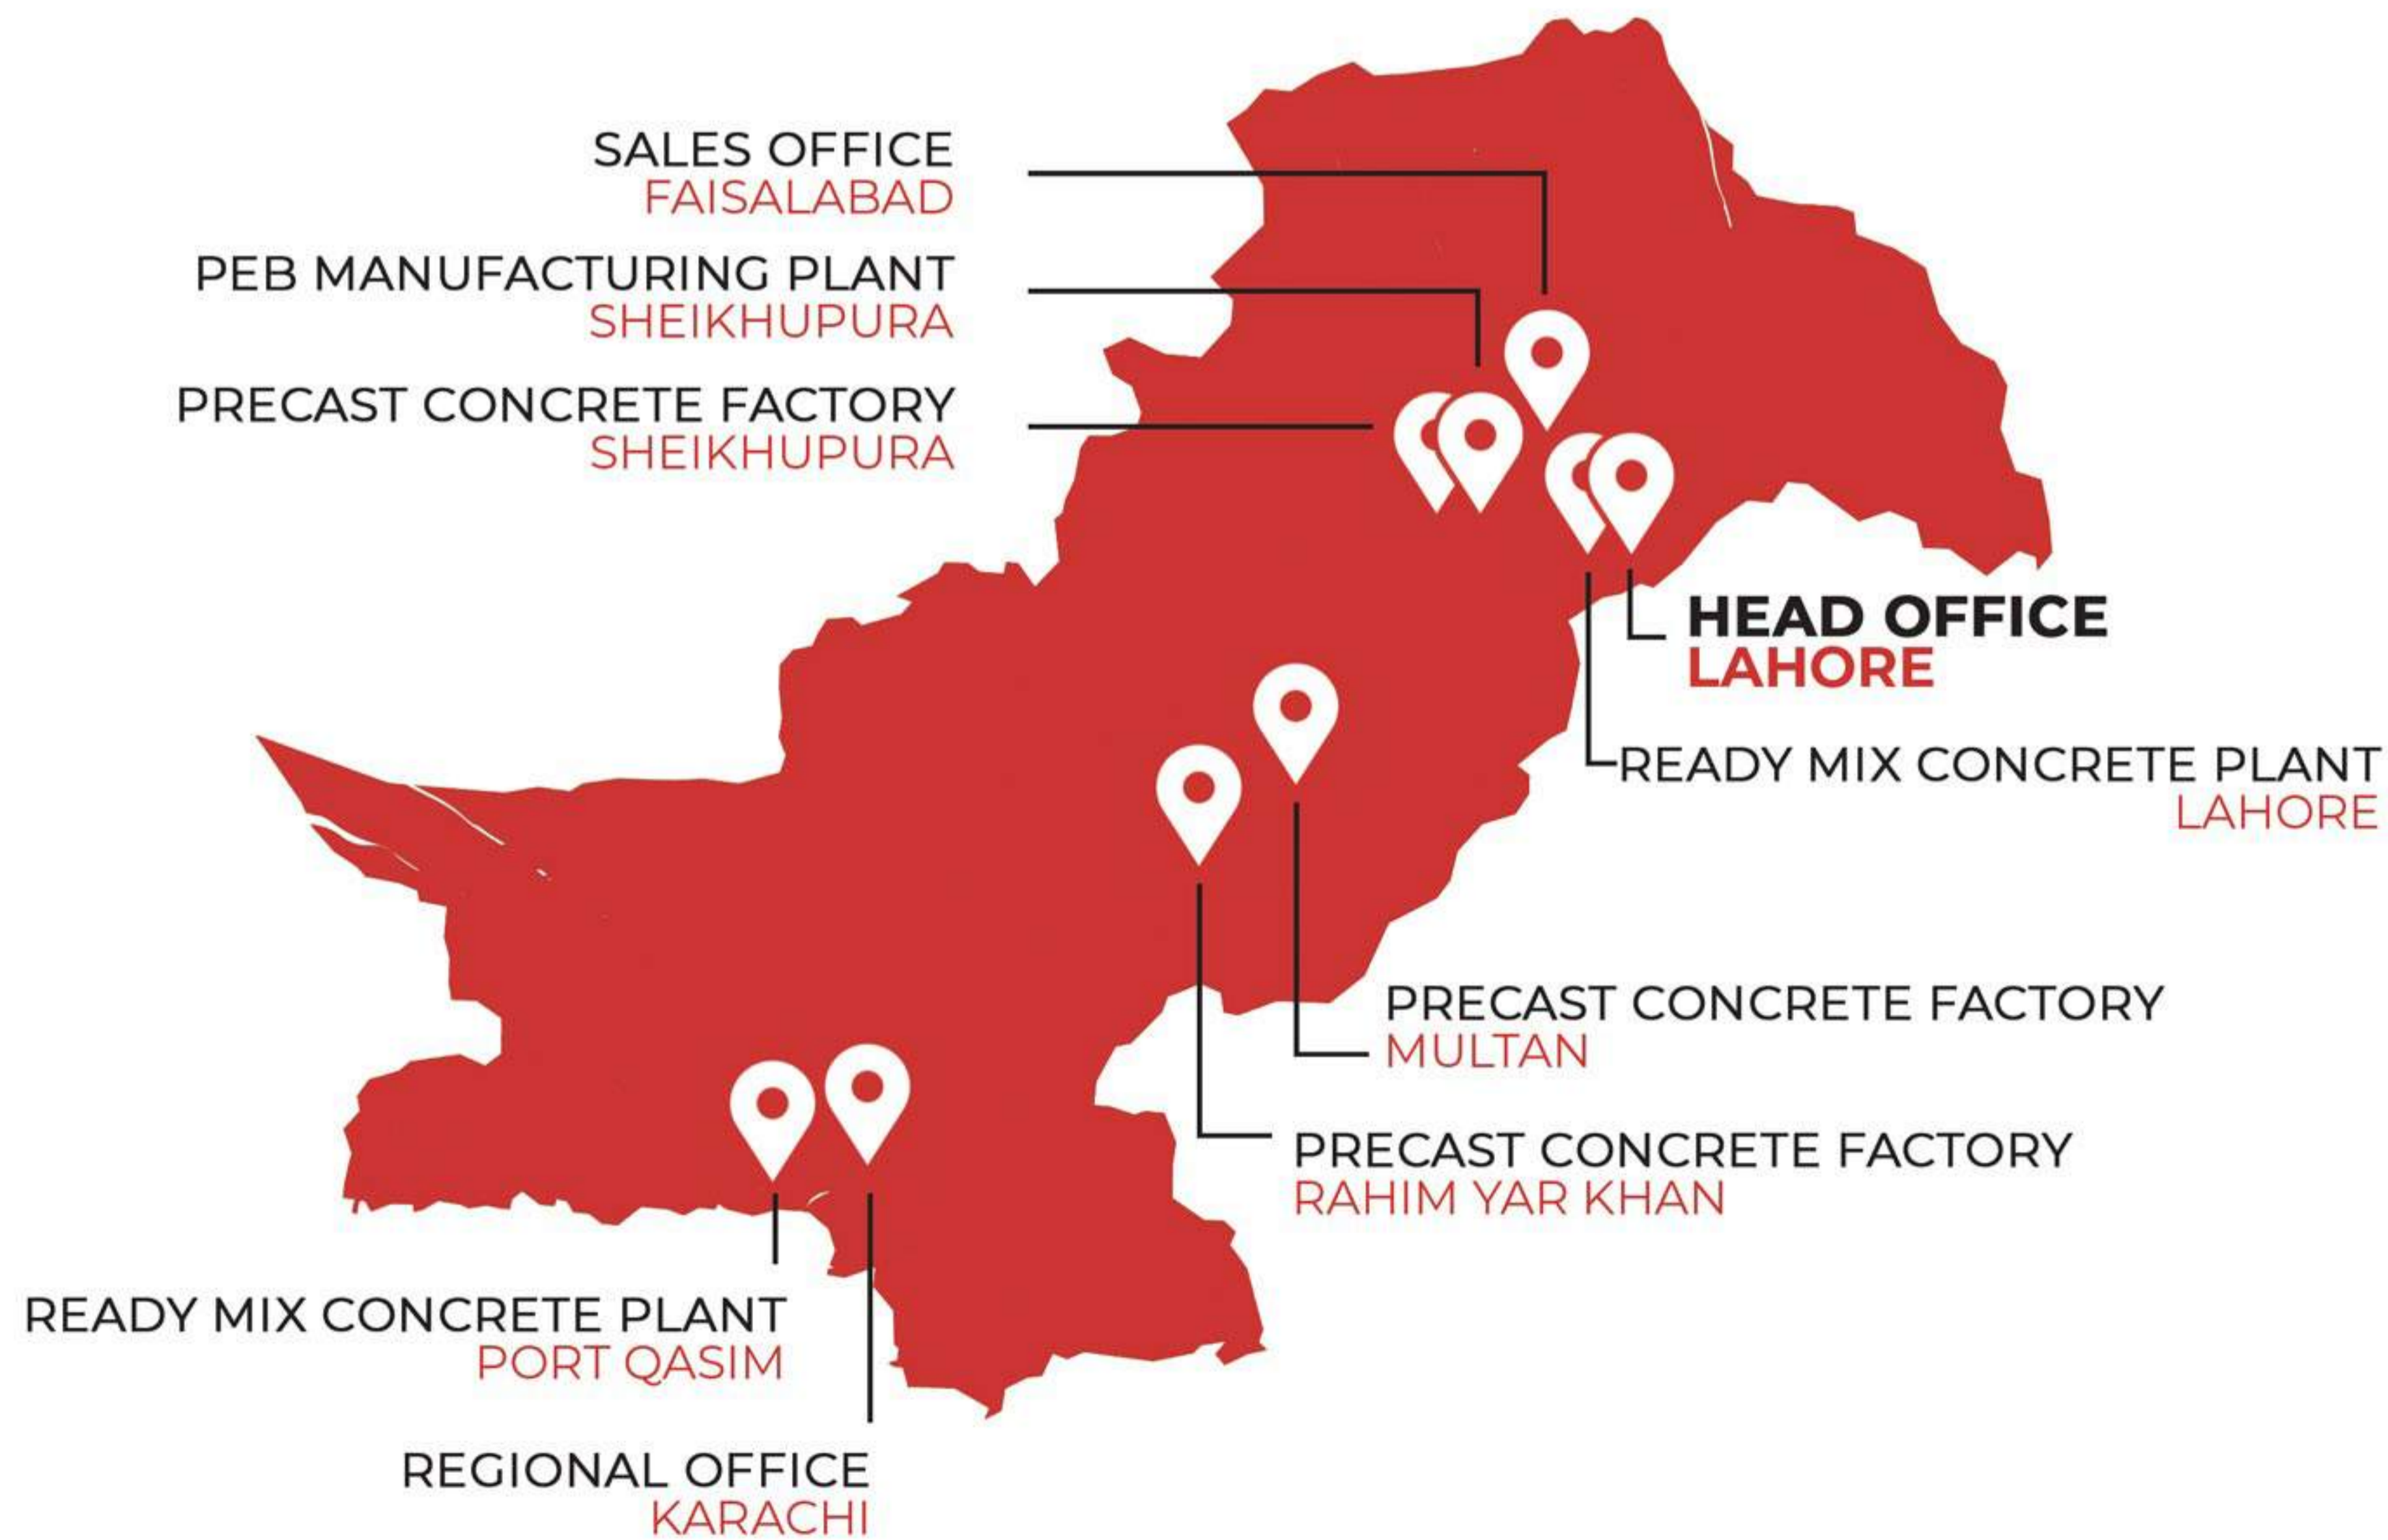 SALES OFFICE
FAISALABAD
PEB MANUFACTURING PLANT
SHEIKHUPURA
PRECAST CONCRETE FACTORY
SHEIKHUPURA
HEAD OFFICE
LAHORE
READY MIX CONCRETE PLANT
LAHORE
PRECAST CONCRETE FACTORY
MULTAN
PRECAST CONCRETE FACTORY
RAHIM YAR KHAN
READY MIX CONCRETE PLANT
PORT QASIM
REGIONAL OFFICE
KARACHI